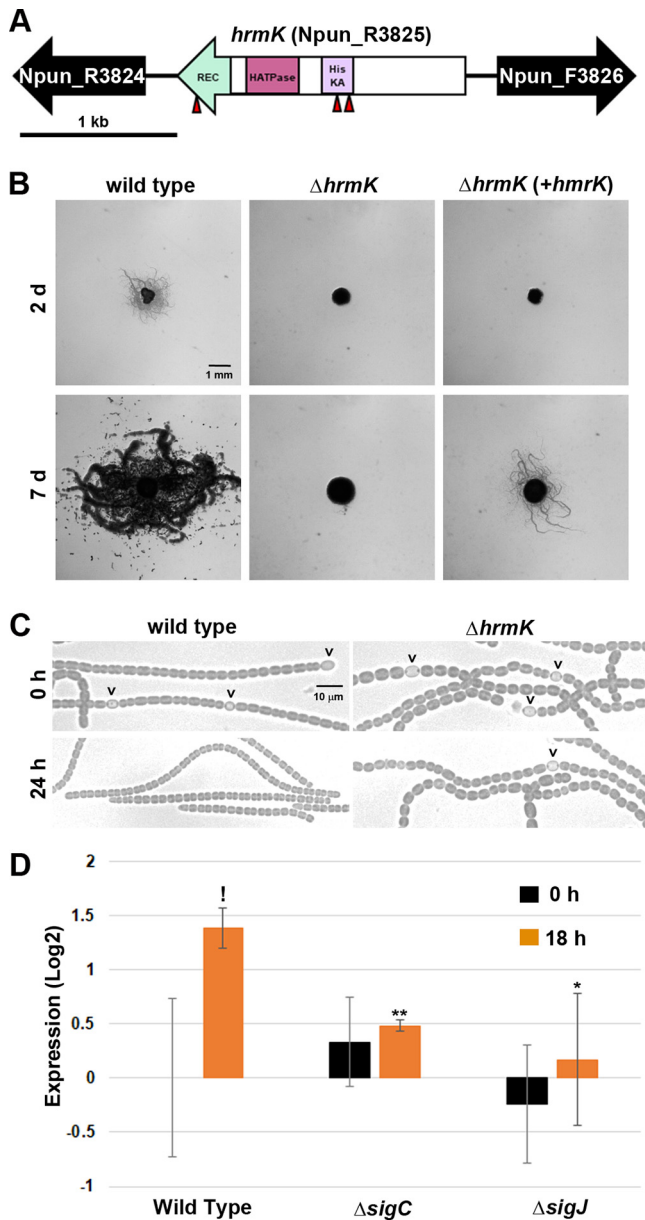 A
hrmK (Npun_R3825)
Npun_R3824
REC
HATPase
His
KA
Npun_F3826
1 kb
B
wild type
ΔhrmK
ΔhrmK (+hmrK)
2 d
1 mm
7 d
C
wild type
ΔhrmK
0 h
v
v
v
10 µm
v
v
v
24 h
v
D
Expression (Log2)
2
1.5
1
0.5
0
-0.5
-1
!
**
*
0 h
18 h
Wild Type
ΔsigC
ΔsigJ